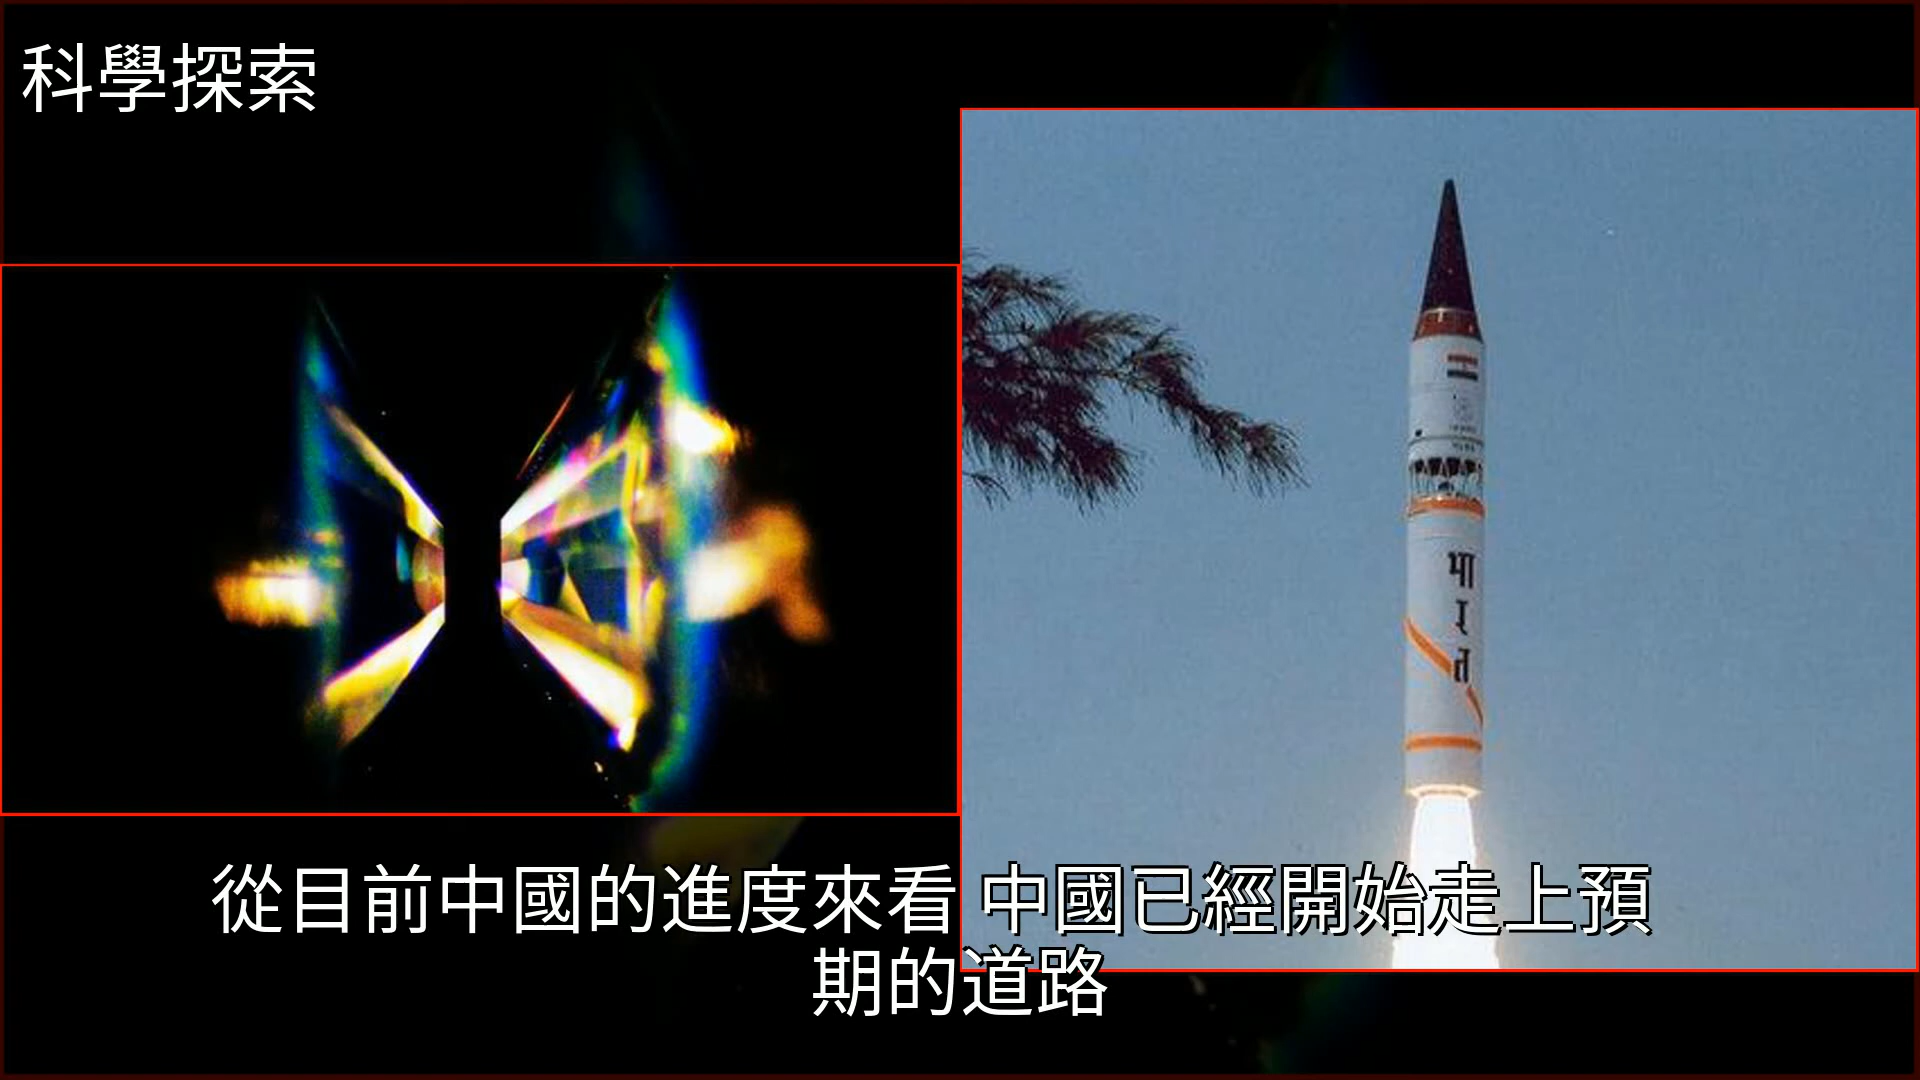 科學探索
भारत
從目前中國的進度來看 中國已經開始走上預
期的道路